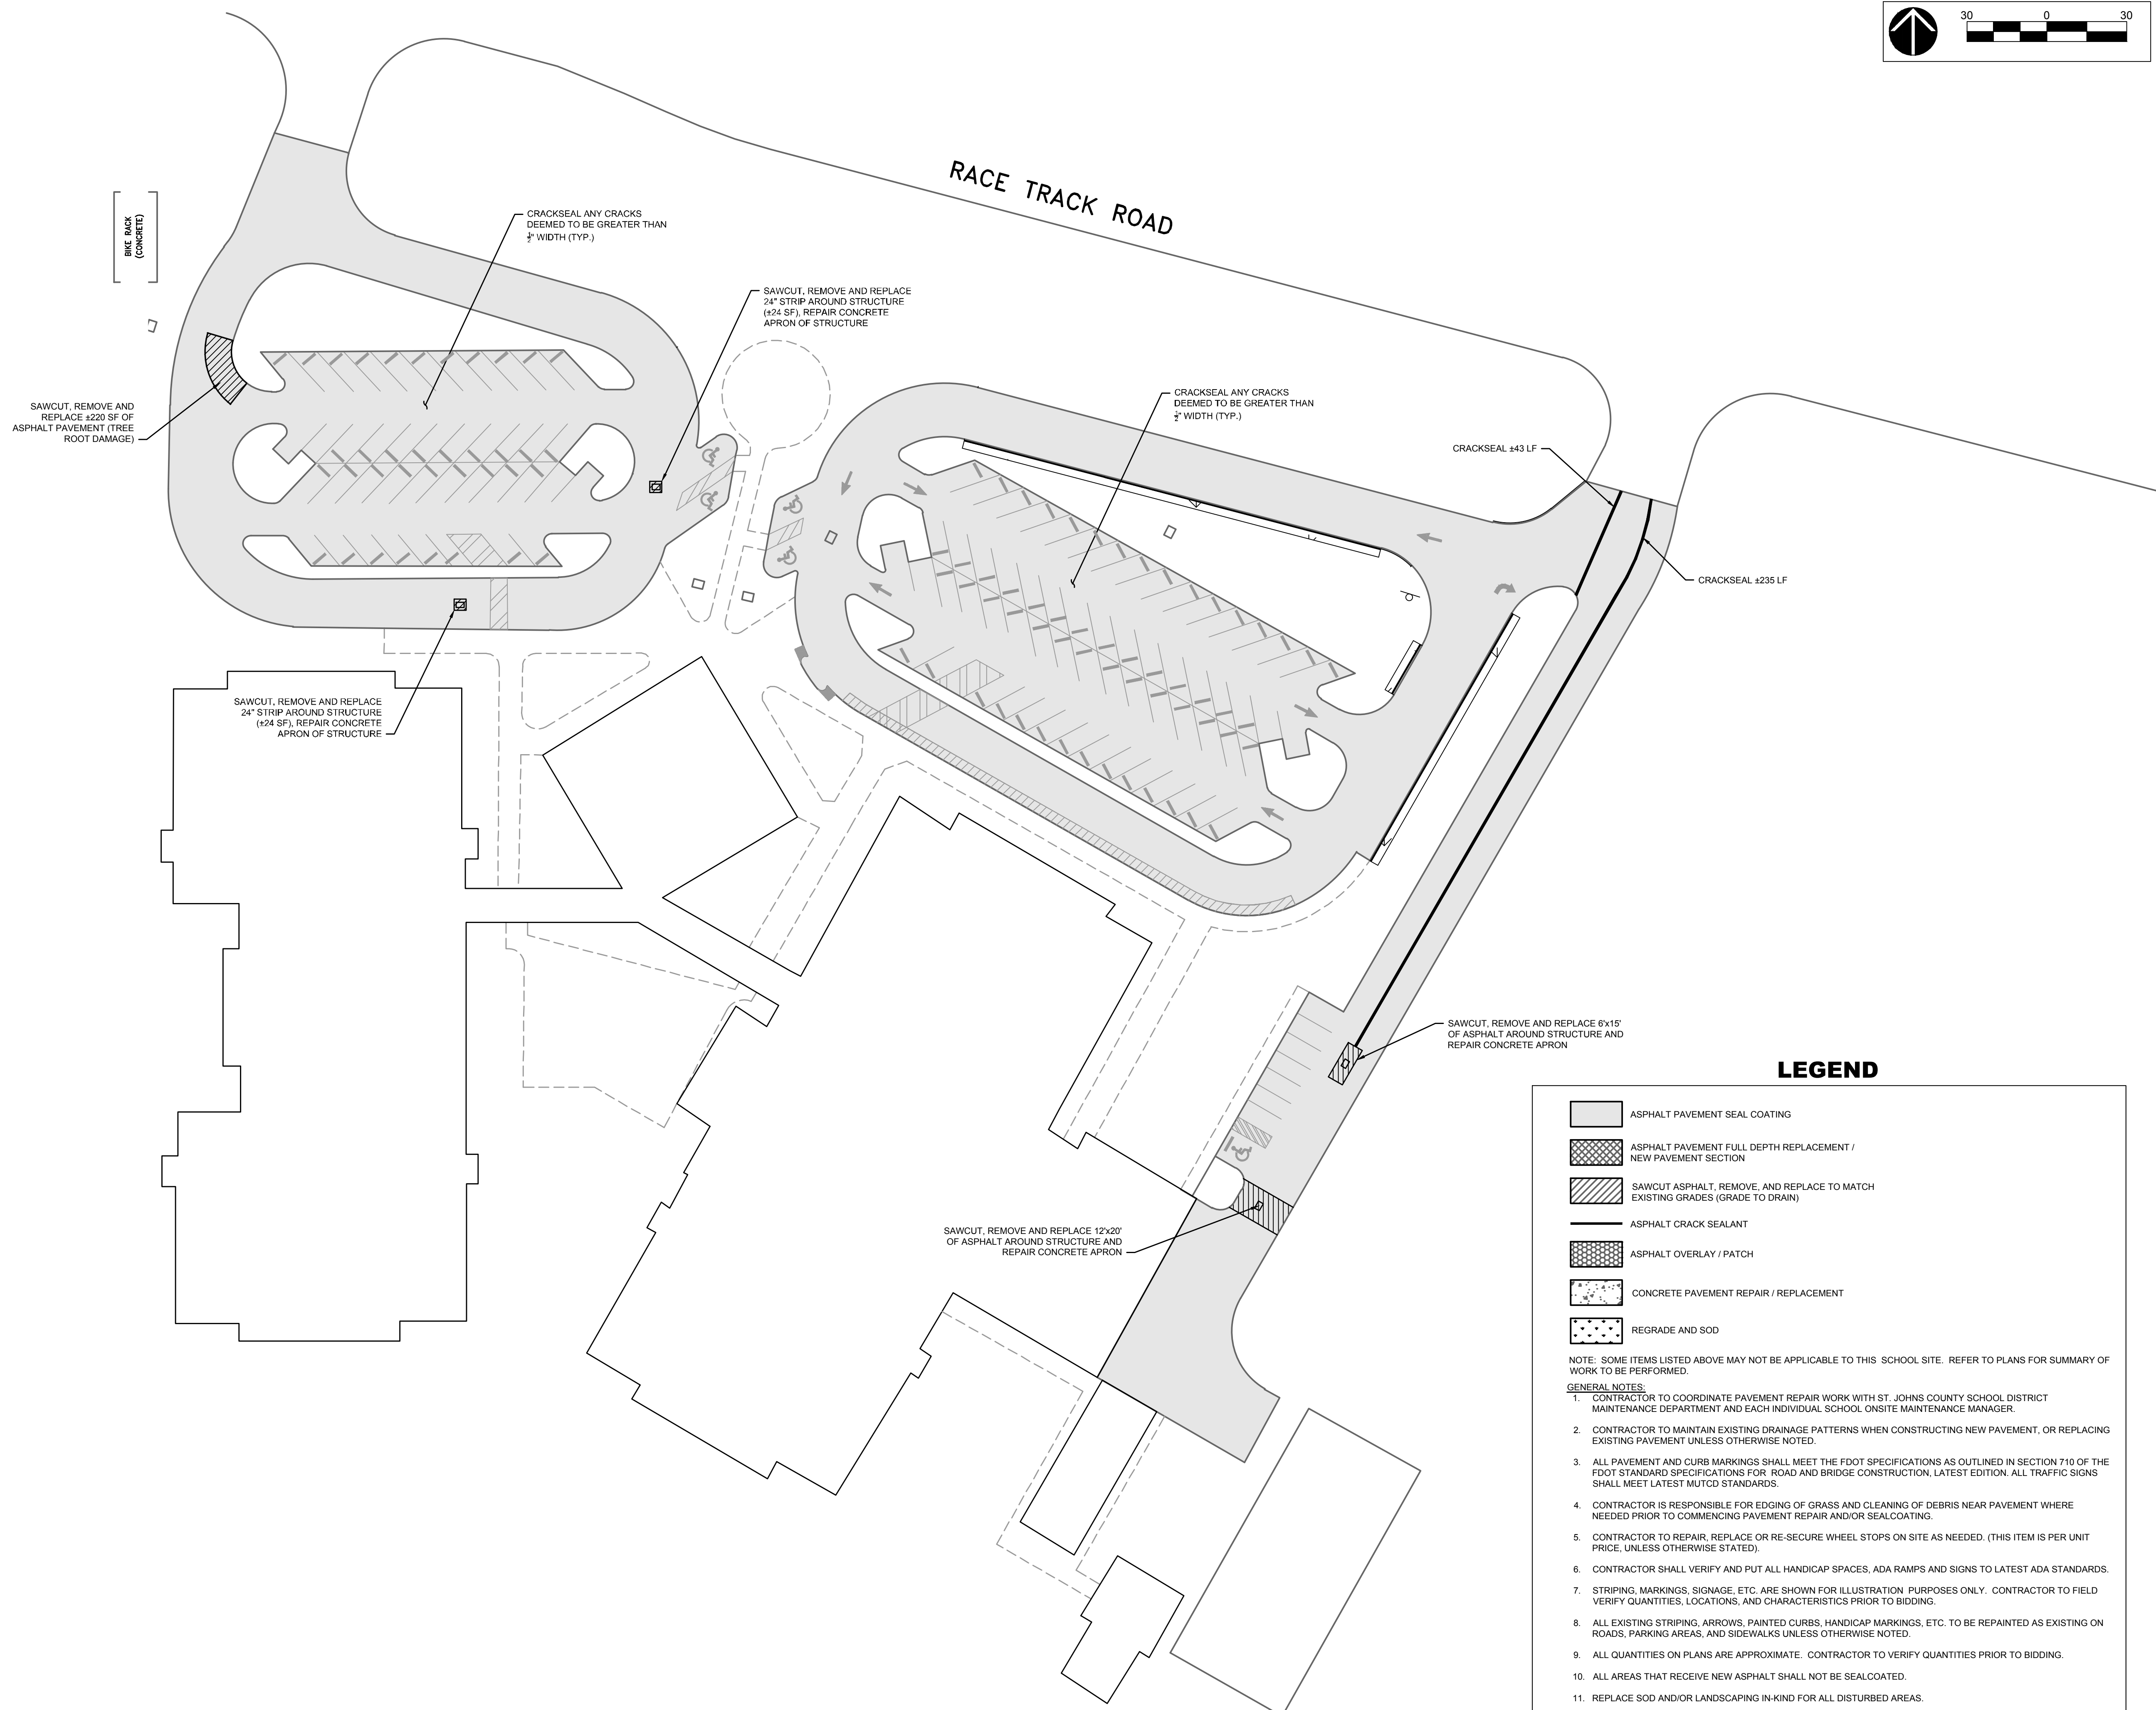 30 0 30
RACE TRACK ROAD
BIKE RACK
(CONCRETE)
CRACKSEAL ANY CRACKS
DEEMED TO BE GREATER THAN
½" WIDTH (TYP.)
SAWCUT, REMOVE AND REPLACE
24" STRIP AROUND STRUCTURE
(±24 SF), REPAIR CONCRETE
APRON OF STRUCTURE
SAWCUT, REMOVE AND
REPLACE ±220 SF OF
ASPHALT PAVEMENT (TREE
ROOT DAMAGE)
CRACKSEAL ANY CRACKS
DEEMED TO BE GREATER THAN
½" WIDTH (TYP.)
CRACKSEAL ±43 LF
CRACKSEAL ±235 LF
SAWCUT, REMOVE AND REPLACE
24" STRIP AROUND STRUCTURE
(±24 SF), REPAIR CONCRETE
APRON OF STRUCTURE
SAWCUT, REMOVE AND REPLACE 6'x15'
OF ASPHALT AROUND STRUCTURE AND
REPAIR CONCRETE APRON
SAWCUT, REMOVE AND REPLACE 12'x20'
OF ASPHALT AROUND STRUCTURE AND
REPAIR CONCRETE APRON
LEGEND
ASPHALT PAVEMENT SEAL COATING
ASPHALT PAVEMENT FULL DEPTH REPLACEMENT /
NEW PAVEMENT SECTION
SAWCUT ASPHALT, REMOVE, AND REPLACE TO MATCH
EXISTING GRADES (GRADE TO DRAIN)
ASPHALT CRACK SEALANT
ASPHALT OVERLAY / PATCH
CONCRETE PAVEMENT REPAIR / REPLACEMENT
REGRADE AND SOD
NOTE: SOME ITEMS LISTED ABOVE MAY NOT BE APPLICABLE TO THIS SCHOOL SITE. REFER TO PLANS FOR SUMMARY OF
WORK TO BE PERFORMED.
GENERAL NOTES:
1. CONTRACTOR TO COORDINATE PAVEMENT REPAIR WORK WITH ST. JOHNS COUNTY SCHOOL DISTRICT
MAINTENANCE DEPARTMENT AND EACH INDIVIDUAL SCHOOL ONSITE MAINTENANCE MANAGER.
2. CONTRACTOR TO MAINTAIN EXISTING DRAINAGE PATTERNS WHEN CONSTRUCTING NEW PAVEMENT, OR REPLACING
EXISTING PAVEMENT UNLESS OTHERWISE NOTED.
3. ALL PAVEMENT AND CURB MARKINGS SHALL MEET THE FDOT SPECIFICATIONS AS OUTLINED IN SECTION 710 OF THE
FDOT STANDARD SPECIFICATIONS FOR ROAD AND BRIDGE CONSTRUCTION, LATEST EDITION. ALL TRAFFIC SIGNS
SHALL MEET LATEST MUTCD STANDARDS.
4. CONTRACTOR IS RESPONSIBLE FOR EDGING OF GRASS AND CLEANING OF DEBRIS NEAR PAVEMENT WHERE
NEEDED PRIOR TO COMMENCING PAVEMENT REPAIR AND/OR SEALCOATING.
5. CONTRACTOR TO REPAIR, REPLACE OR RE-SECURE WHEEL STOPS ON SITE AS NEEDED. (THIS ITEM IS PER UNIT
PRICE, UNLESS OTHERWISE STATED).
6. CONTRACTOR SHALL VERIFY AND PUT ALL HANDICAP SPACES, ADA RAMPS AND SIGNS TO LATEST ADA STANDARDS.
7. STRIPING, MARKINGS, SIGNAGE, ETC. ARE SHOWN FOR ILLUSTRATION PURPOSES ONLY. CONTRACTOR TO FIELD
VERIFY QUANTITIES, LOCATIONS, AND CHARACTERISTICS PRIOR TO BIDDING.
8. ALL EXISTING STRIPING, ARROWS, PAINTED CURBS, HANDICAP MARKINGS, ETC. TO BE REPAINTED AS EXISTING ON
ROADS, PARKING AREAS, AND SIDEWALKS UNLESS OTHERWISE NOTED.
9. ALL QUANTITIES ON PLANS ARE APPROXIMATE. CONTRACTOR TO VERIFY QUANTITIES PRIOR TO BIDDING.
10. ALL AREAS THAT RECEIVE NEW ASPHALT SHALL NOT BE SEALCOATED.
11. REPLACE SOD AND/OR LANDSCAPING IN-KIND FOR ALL DISTURBED AREAS.